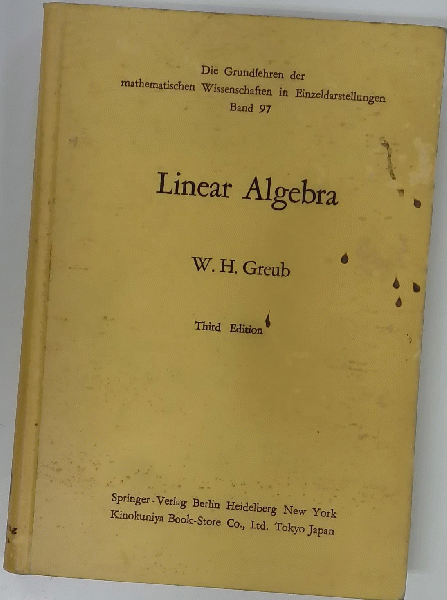 Die Grundlehren der
mathematischen Wissenschaften in Einzeldarstellungen
Band 97
Linear Algebra
W. H. Greub
Third Edition
Springer-Verlag Berlin Heidelberg New York
Kinokuniya Book-Store Co., Ltd. Tokyo Japan